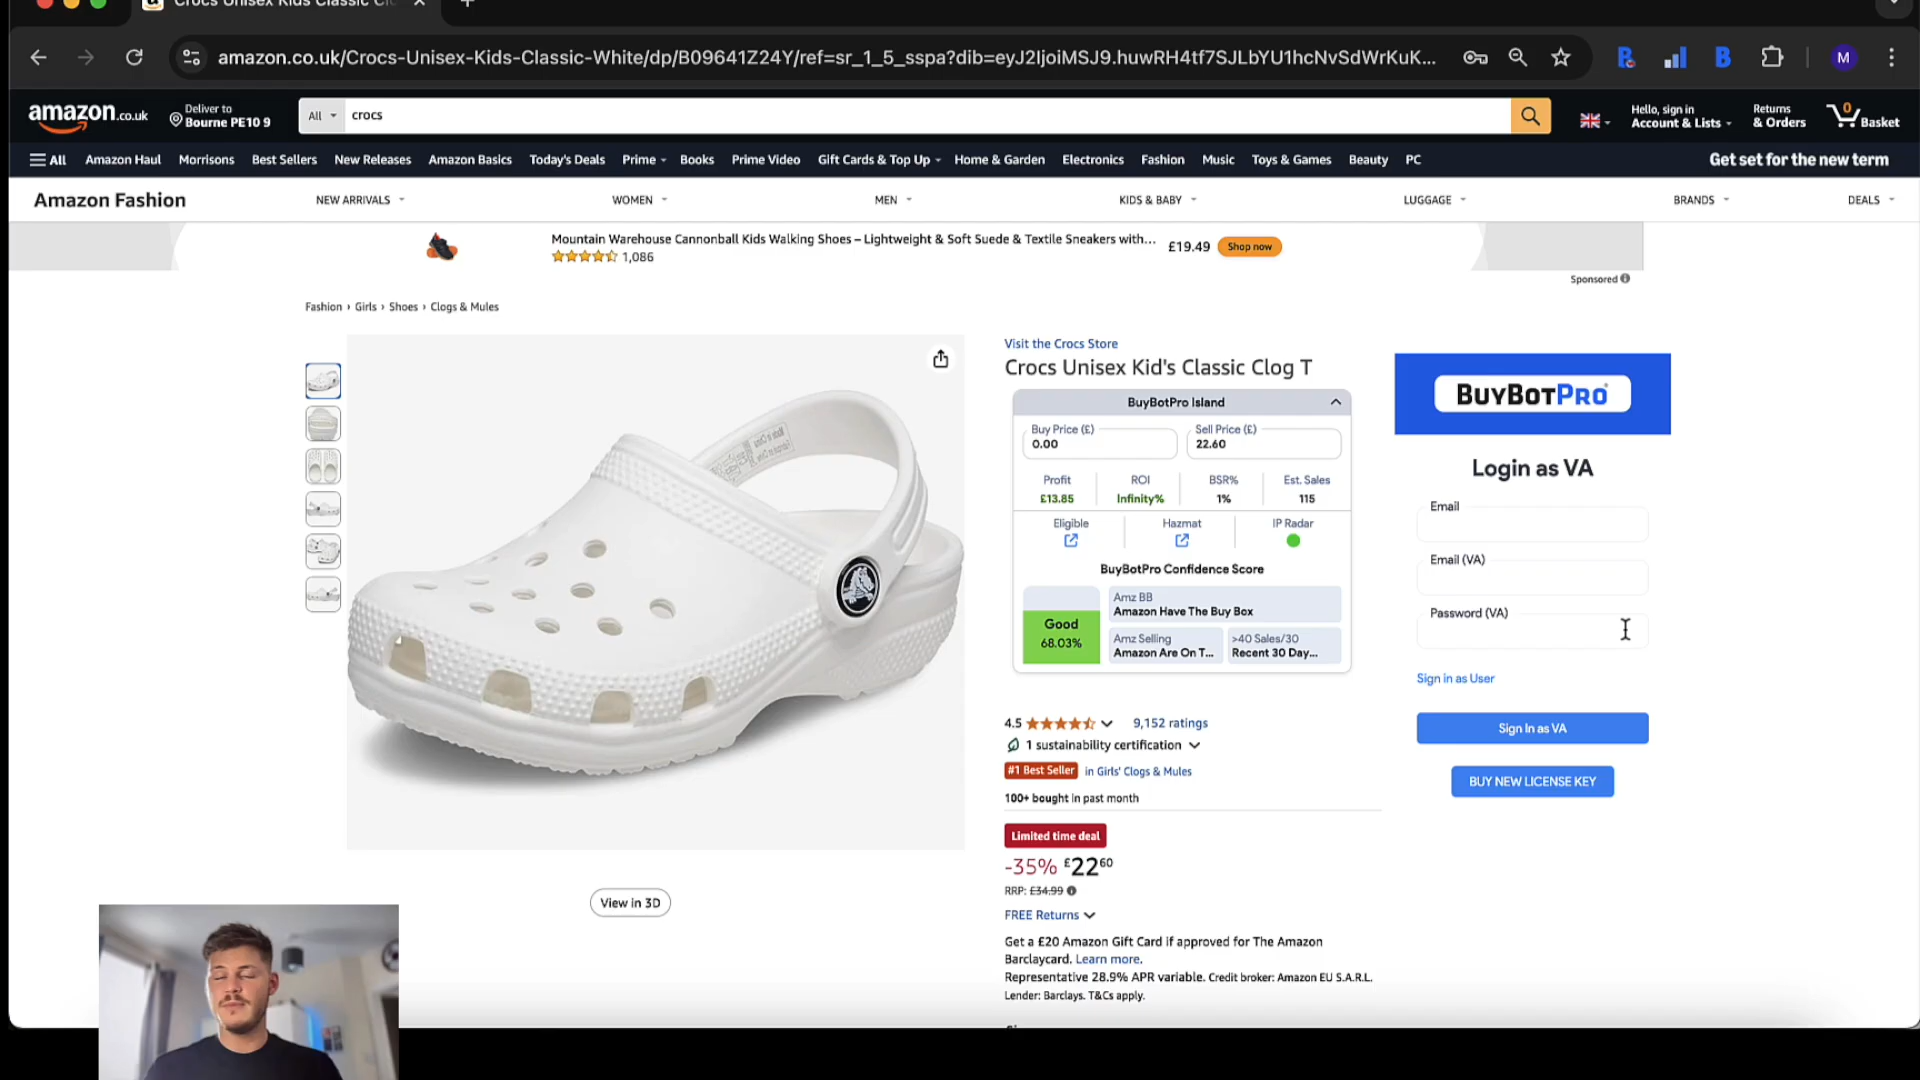 Crocs Unisex Kids Classic Cl
amazon.co.uk/Crocs-Unisex-Kids-Classic-White/dp/B09641Z24Y/ref=sr_1_5_sspa?dib=eyJ2IjoiMSJ9.huwRH4tf7SJLbYU1hcNvSdWrKuK...
M
amazon.co.uk
Deliver to
Bourne PE10 9
All
crocs
Hello, sign in
Account & Lists
Returns
& Orders
0
Basket
All
Amazon Haul
Morrisons
Best Sellers
New Releases
Amazon Basics
Today's Deals
Prime
Books
Prime Video
Gift Cards & Top Up
Home & Garden
Electronics
Fashion
Music
Toys & Games
Beauty
PC
Get set for the new term
Amazon Fashion
NEW ARRIVALS
WOMEN
MEN
KIDS & BABY
LUGGAGE
BRANDS
DEALS
Mountain Warehouse Cannonball Kids Walking Shoes – Lightweight & Soft Suede & Textile Sneakers with...
1,086
£19.49
Shop now
Sponsored
Fashion › Girls › Shoes › Clogs & Mules
View in 3D
Visit the Crocs Store
Crocs Unisex Kid's Classic Clog T
BuyBotPro Island
Buy Price (£)
0.00
Sell Price (£)
22.60
Profit
£13.85
ROI
Infinity%
BSR%
1%
Est. Sales
115
Eligible
Hazmat
IP Radar
BuyBotPro Confidence Score
Good
68.03%
Amz BB
Amazon Have The Buy Box
Amz Selling
Amazon Are On T...
>40 Sales/30
Recent 30 Day...
4.5
9,152 ratings
1 sustainability certification
#1 Best Seller
in Girls' Clogs & Mules
100+ bought in past month
Limited time deal
-35% £22 60
RRP: £34.99
FREE Returns
Get a £20 Amazon Gift Card if approved for The Amazon
Barclaycard. Learn more.
Representative 28.9% APR variable. Credit broker: Amazon EU S.A.R.L.
Lender: Barclays. T&Cs apply.
BUYBOTPRO
Login as VA
Email
Email (VA)
Password (VA)
Sign in as User
Sign In as VA
BUY NEW LICENSE KEY